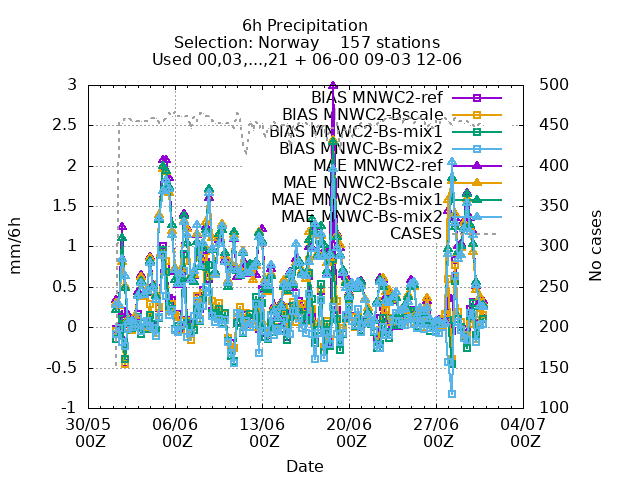 6h Precipitation
Selection: Norway    157 stations
Used 00,03,...,21 + 06-00 09-03 12-06
3
2.5
2
1.5
1
0.5
0
-0.5
-1
mm/6h
500
450
400
350
300
250
200
150
100
No cases
BIAS MNWC2-ref
BIAS MNWC2-Bscale
BIAS MNWC2-Bs-mix1
BIAS MNWC-Bs-mix2
MAE MNWC2-ref
MAE MNWC2-Bscale
MAE MNWC-Bs-mix1
MAE MNWC-Bs-mix2
CASES
30/05 06/06 13/06 20/06 27/06 04/07
00Z 00Z 00Z 00Z 00Z 00Z
Date